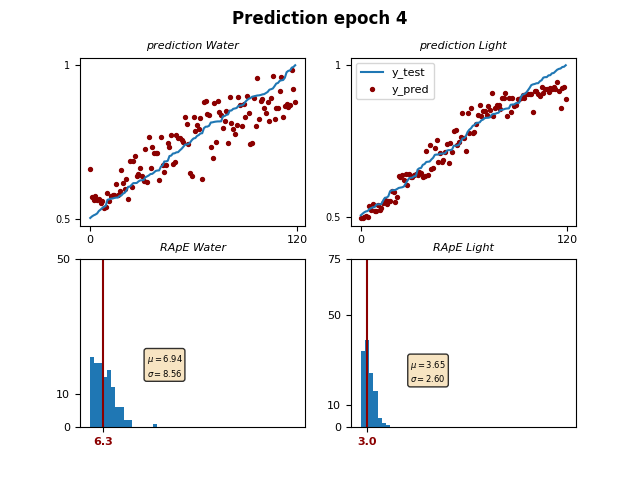 Prediction epoch 4
prediction Water
prediction Light
1
0.5
0
120
1
0.5
0
120
y_test
y_pred
RApE Water
RApE Light
50
10
0
μ = 6.94
σ = 8.56
6.3
75
50
10
0
μ = 3.65
σ = 2.60
3.0